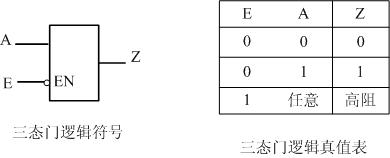 A
E
EN
Z
三态门逻辑符号
E A Z
0 0 0
0 1 1
1 任意 高阻
三态门逻辑真值表